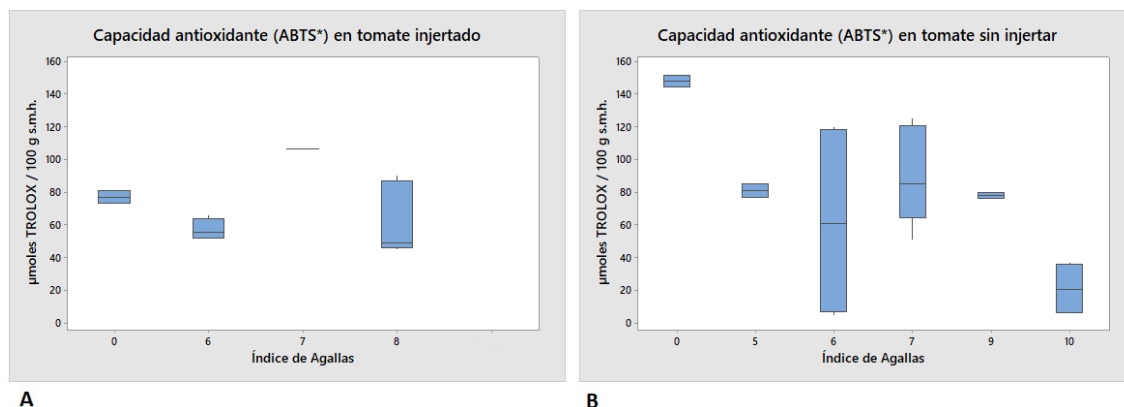 Capacidad antioxidante (ABTS*) en tomate injertado
µmoles TROLOX / 100 g s.m.h.
160
140
120
100
80
60
40
20
0
0 6 7 8
Índice de Agallas
A
Capacidad antioxidante (ABTS*) en tomate sin injertar
µmoles TROLOX / 100 g s.m.h.
160
140
120
100
80
60
40
20
0
0 5 6 7 9 10
Índice de Agallas
B